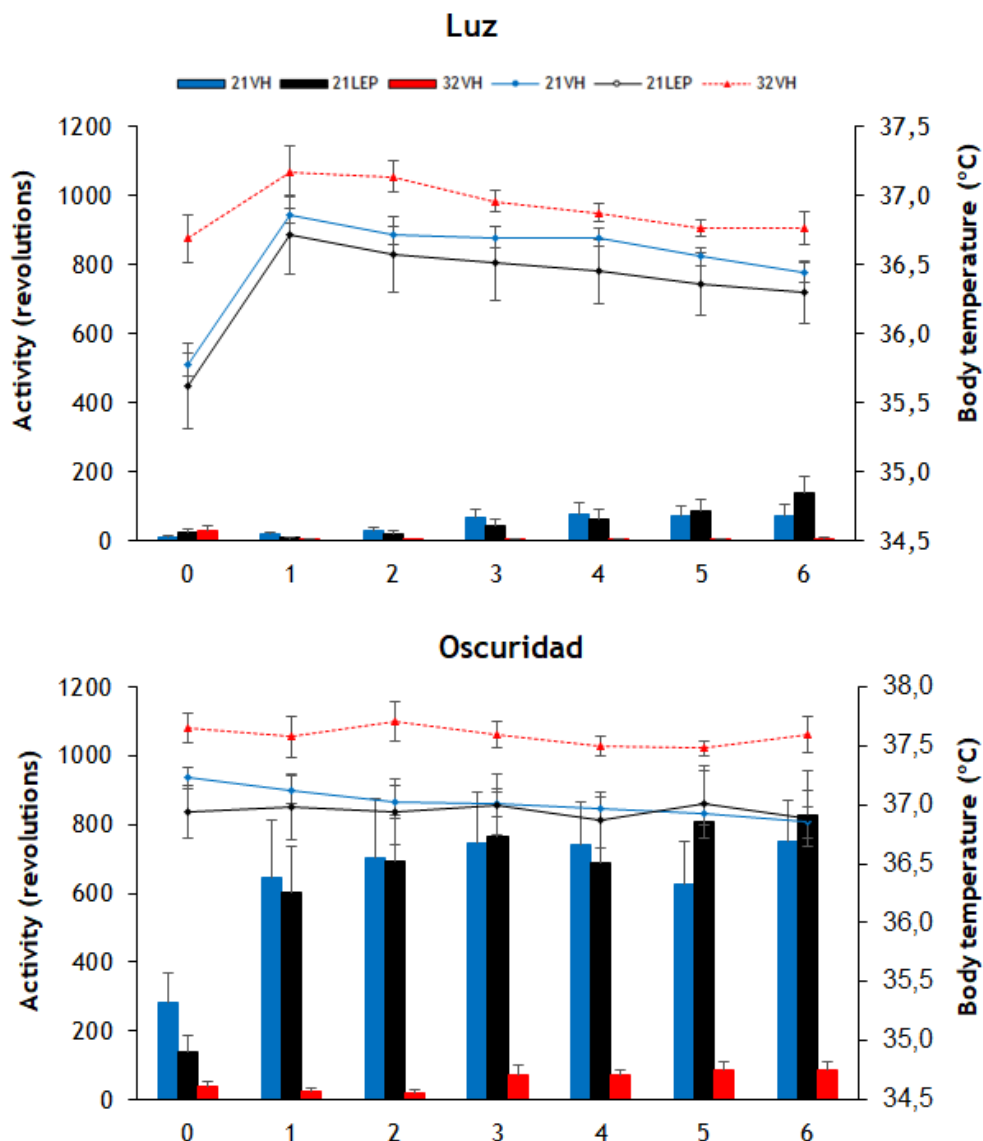 Luz
21VH 21LEP 32VH 21VH 21LEP 32VH
1200 37,5
1000 37,0
800 36,5
600 36,0
400 35,5
200 35,0
0 34,5
Activity (revolutions)
Body temperature (°C)
0 1 2 3 4 5 6
Oscuridad
1200 38,0
1000 37,5
800 37,0
600 36,5
400 36,0
200 35,5
0 35,0
34,5
Activity (revolutions)
Body temperature (°C)
0 1 2 3 4 5 6